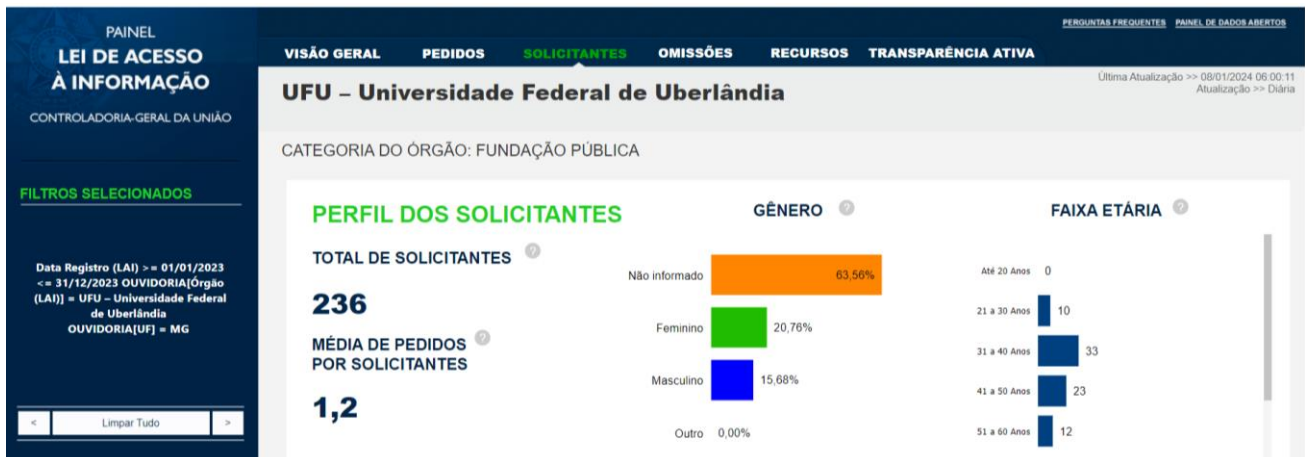 PAINEL
LEI DE ACESSO
À INFORMAÇÃO
CONTROLADORIA-GERAL DA UNIÃO
FILTROS SELECIONADOS
Data Registro (LAI) >= 01/01/2023
<= 31/12/2023 OUVIDORIA[Órgão
(LAI)] = UFU – Universidade Federal
de Uberlândia
OUVIDORIA[UF] = MG
< Limpar Tudo >
PERGUNTAS FREQUENTES PAINEL DE DADOS ABERTOS
VISÃO GERAL PEDIDOS SOLICITANTES OMISSÕES RECURSOS TRANSPARÊNCIA ATIVA
Última Atualização >> 08/01/2024 06:00:11
Atualização >> Diária
UFU – Universidade Federal de Uberlândia
CATEGORIA DO ÓRGÃO: FUNDAÇÃO PÚBLICA
PERFIL DOS SOLICITANTES
TOTAL DE SOLICITANTES ?
236
MÉDIA DE PEDIDOS ?
POR SOLICITANTES
1,2
GÊNERO ?
Não informado 63,56%
Feminino 20,76%
Masculino 15,68%
Outro 0,00%
FAIXA ETÁRIA ?
Até 20 Anos 0
21 a 30 Anos 10
31 a 40 Anos 33
41 a 50 Anos 23
51 a 60 Anos 12